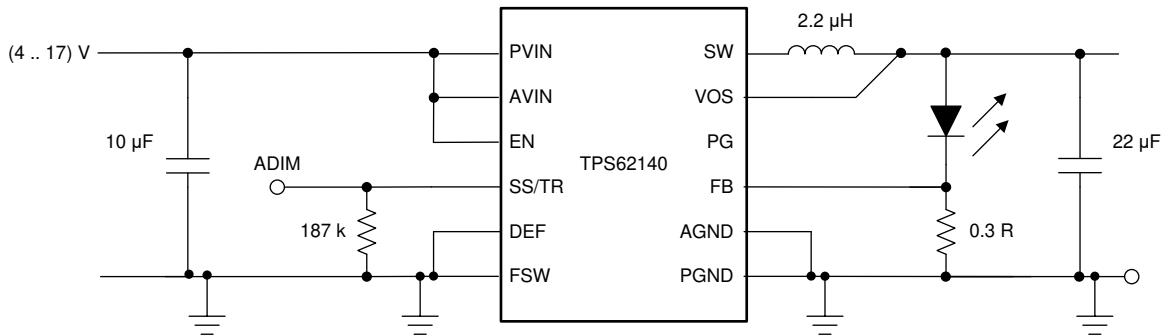 2.2 µH
(4 .. 17) V
PVIN
SW
AVIN
VOS
10 µF
EN
PG
22 µF
TPS62140
ADIM
SS/TR
FB
187 k
DEF
AGND
0.3 R
FSW
PGND